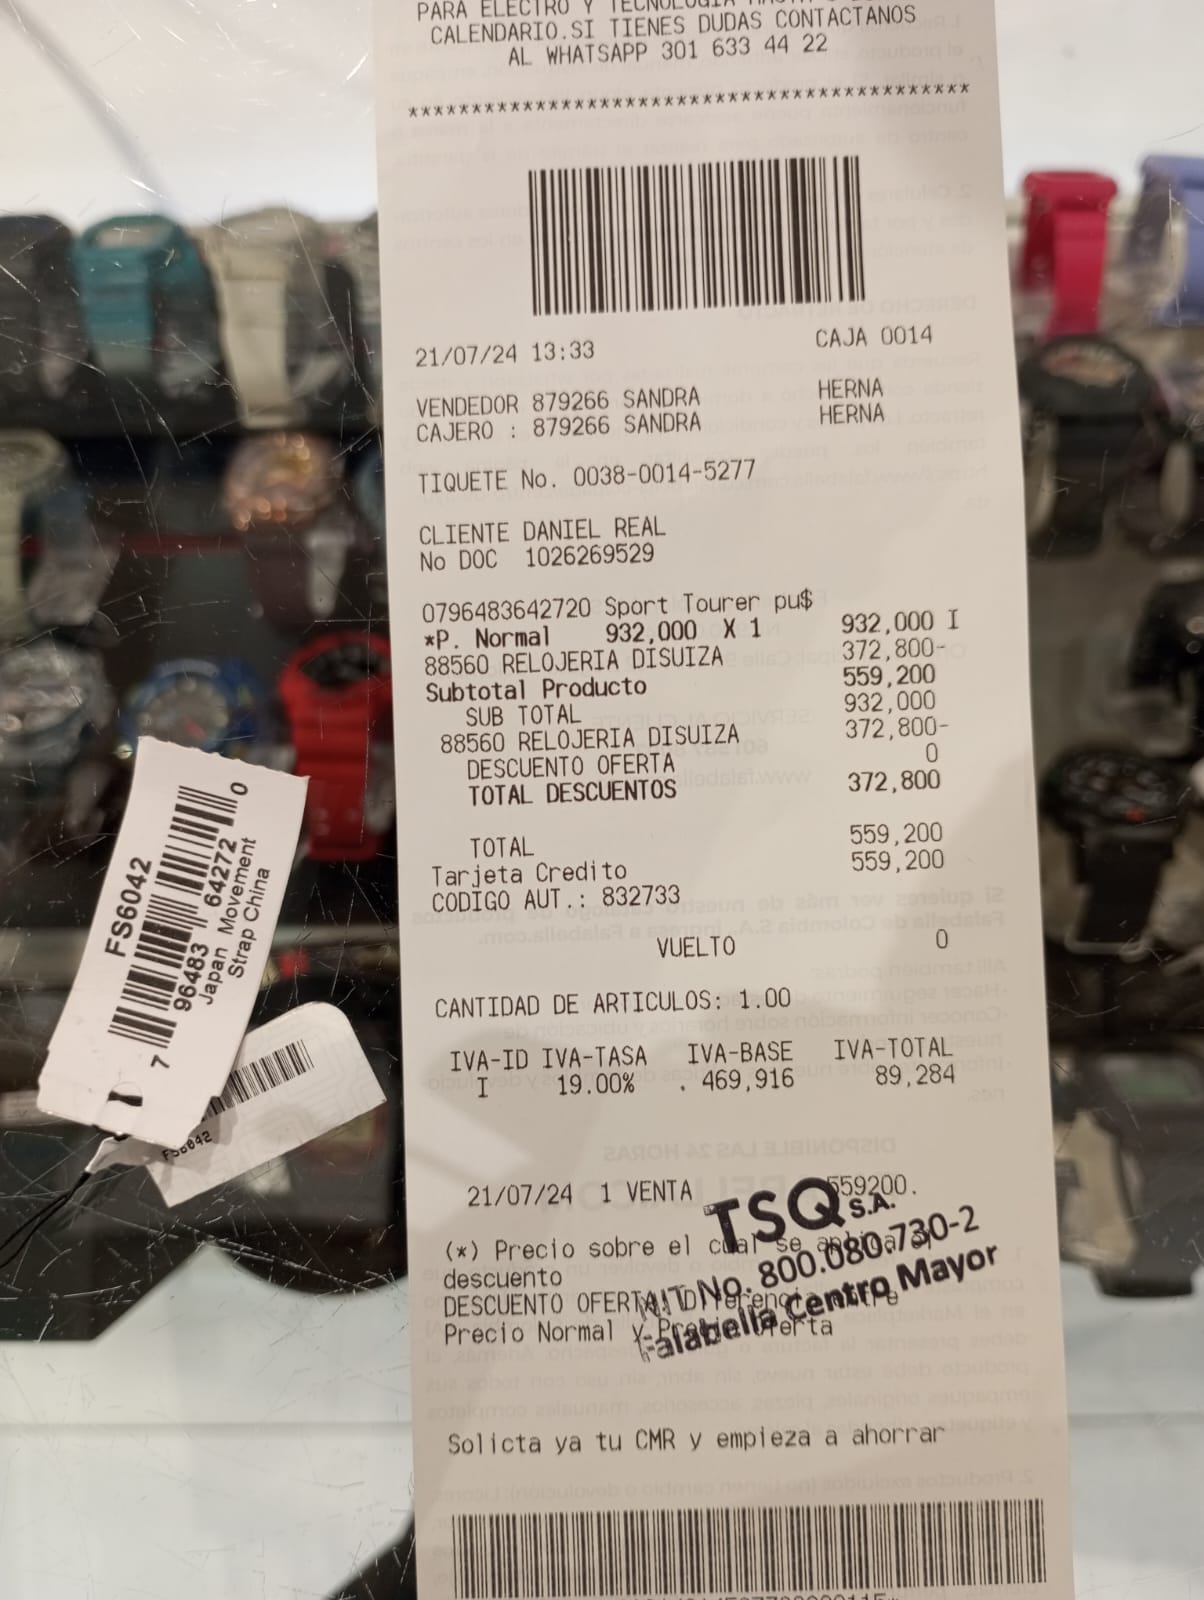 PARA ELECTRO Y TECNOLOGIA
CALENDARIO.SI TIENES DUDAS CONTACTANOS
AL WHATSAPP 301 633 44 22
*******************************************
21/07/24 13:33 CAJA 0014
VENDEDOR 879266 SANDRA HERNA
CAJERO : 879266 SANDRA HERNA
TIQUETE No. 0038-0014-5277
CLIENTE DANIEL REAL
No DOC 1026269529
0796483642720 Sport Tourer pu$
*P. Normal 932,000 X 1 932,000 I
88560 RELOJERIA DISUIZA 372,800-
Subtotal Producto 559,200
SUB TOTAL 932,000
88560 RELOJERIA DISUIZA 372,800-
DESCUENTO OFERTA 0
TOTAL DESCUENTOS 372,800
TOTAL 559,200
Tarjeta Credito 559,200
CODIGO AUT.: 832733
VUELTO 0
CANTIDAD DE ARTICULOS: 1.00
IVA-ID IVA-TASA IVA-BASE IVA-TOTAL
I 19.00% . 469,916 89,284
21/07/24 1 VENTA 559200.
(*) Precio sobre el cual se
descuento
DESCUENTO OFERTA
Precio Normal y
TSQ S.A.
NIT No. 800.080.730-2
Falabella Centro Mayor
Solicta ya tu CMR y empieza a ahorrar
FS6042
7 96483 64272 0
Japan Movement
Strap China
FS6042